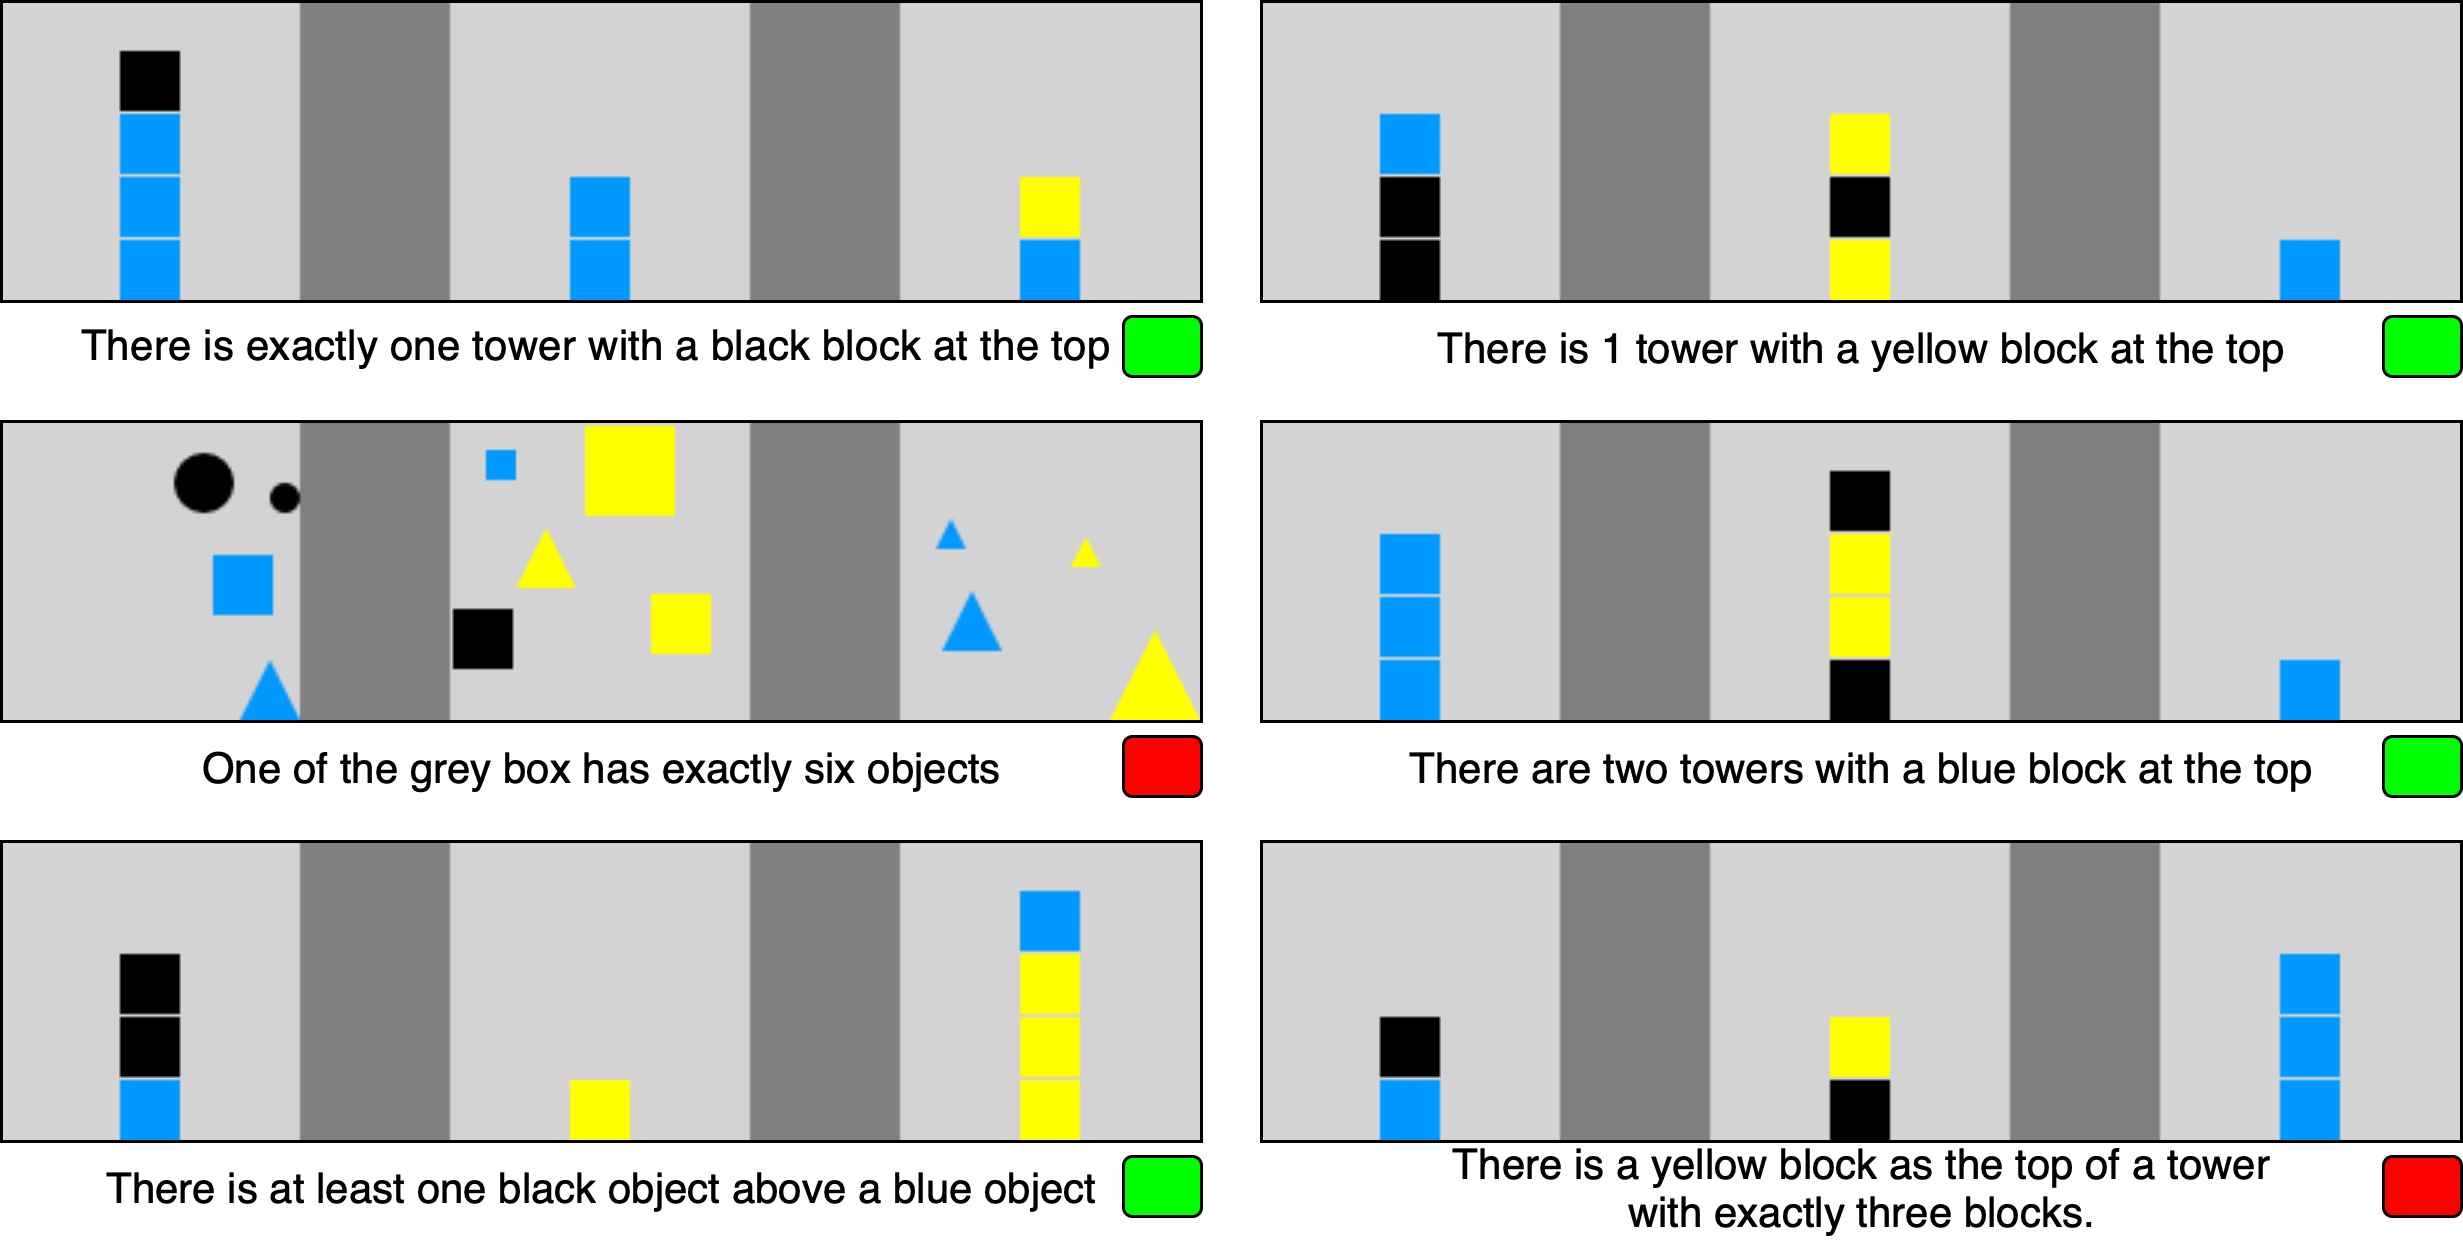 There is exactly one tower with a black block at the top
There is 1 tower with a yellow block at the top
One of the grey box has exactly six objects
There are two towers with a blue block at the top
There is at least one black object above a blue object
There is a yellow block as the top of a tower
with exactly three blocks.